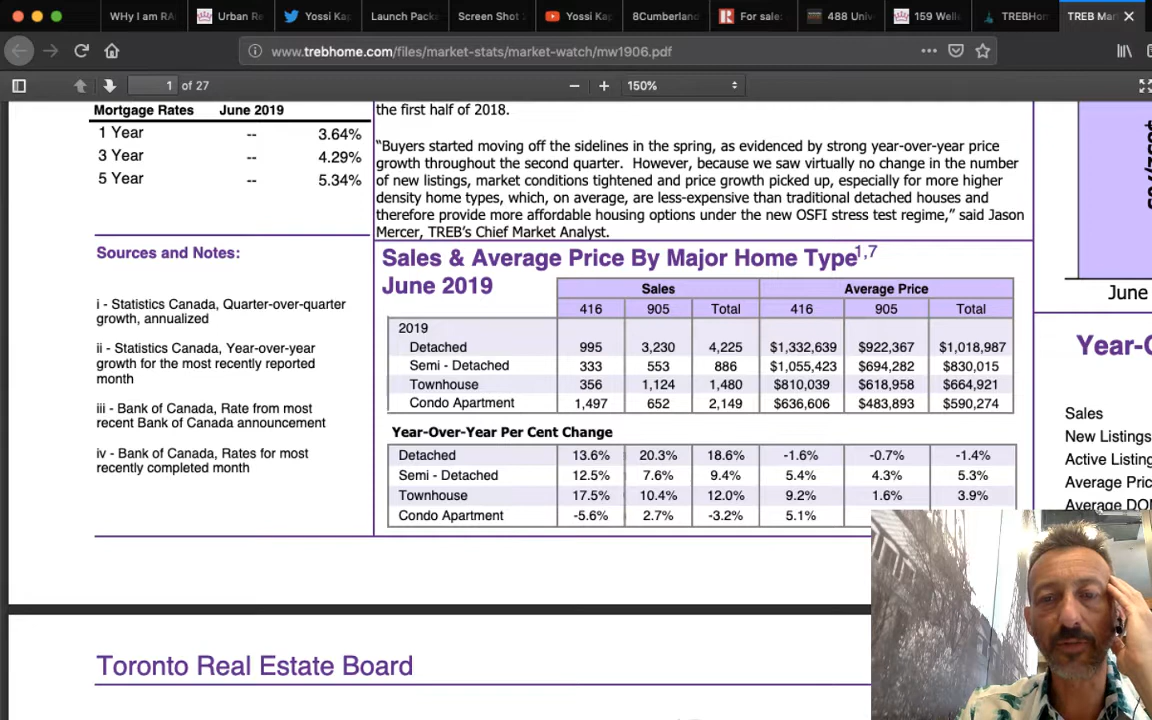 WHy I am RA
Urban Re
Yossi Kap
Launch Pack
Screen Shot
Yossi Kap
8Cumberland
For sale:
488 Univ
159 Welle
TREBHom
TREB Mar
www.trebhome.com/files/market-stats/market-watch/mw1906.pdf
1 of 27
150%
Mortgage Rates June 2019
1 Year -- 3.64%
3 Year -- 4.29%
5 Year -- 5.34%
Sources and Notes:
i - Statistics Canada, Quarter-over-quarter
growth, annualized
ii - Statistics Canada, Year-over-year
growth for the most recently reported
month
iii - Bank of Canada, Rate from most
recent Bank of Canada announcement
iv - Bank of Canada, Rates for most
recently completed month
the first half of 2018.
“Buyers started moving off the sidelines in the spring, as evidenced by strong year-over-year price
growth throughout the second quarter. However, because we saw virtually no change in the number
of new listings, market conditions tightened and price growth picked up, especially for more higher
density home types, which, on average, are less-expensive than traditional detached houses and
therefore provide more affordable housing options under the new OSFI stress test regime,” said Jason
Mercer, TREB’s Chief Market Analyst.
Sales & Average Price By Major Home Type1,7
June 2019
Sales Average Price
416 905 Total 416 905 Total
2019
Detached 995 3,230 4,225 $1,332,639 $922,367 $1,018,987
Semi - Detached 333 553 886 $1,055,423 $694,282 $830,015
Townhouse 356 1,124 1,480 $810,039 $618,958 $664,921
Condo Apartment 1,497 652 2,149 $636,606 $483,893 $590,274
Year-Over-Year Per Cent Change
Detached 13.6% 20.3% 18.6% -1.6% -0.7% -1.4%
Semi - Detached 12.5% 7.6% 9.4% 5.4% 4.3% 5.3%
Townhouse 17.5% 10.4% 12.0% 9.2% 1.6% 3.9%
Condo Apartment -5.6% 2.7% -3.2% 5.1%
June
Year-O
Sales
New Listings
Active Listing
Average Pric
Average DO
Toronto Real Estate Board